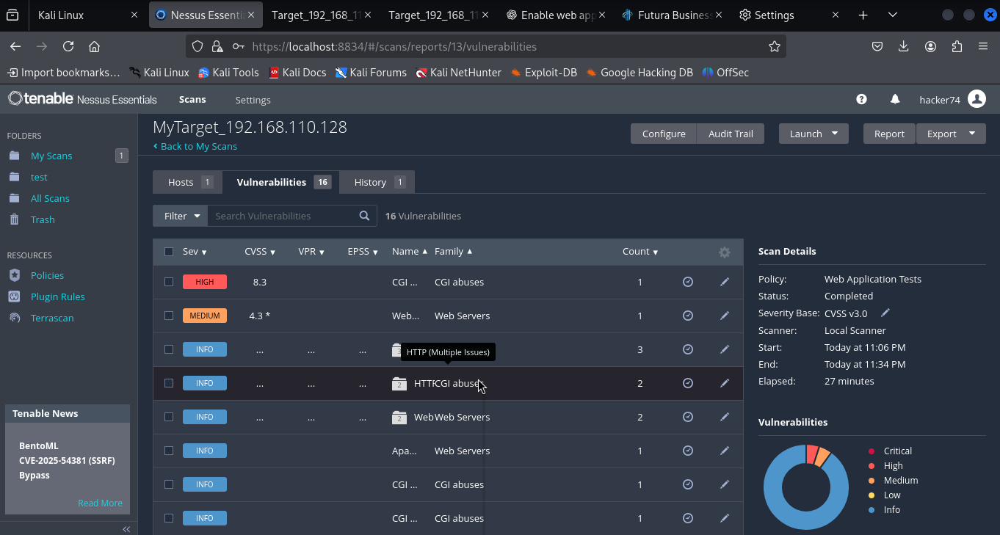 Kali Linux
Nessus Essenti
Target_192_168_11
Target_192_168_11
Enable web app
Futura Business
Settings
https://localhost:8834/#/scans/reports/13/vulnerabilities
Import bookmarks…
Kali Linux
Kali Tools
Kali Docs
Kali Forums
Kali NetHunter
Exploit-DB
Google Hacking DB
OffSec
tenable Nessus Essentials
Scans
Settings
hacker74
FOLDERS
My Scans 1
test
All Scans
Trash
RESOURCES
Policies
Plugin Rules
Terrascan
Tenable News
BentoML
CVE-2025-54381 (SSRF)
Bypass
Read More
MyTarget_192.168.110.128
Back to My Scans
Configure
Audit Trail
Launch
Report
Export
Hosts 1
Vulnerabilities 16
History 1
Filter
Search Vulnerabilities
16 Vulnerabilities
Sev CVSS VPR EPSS Name Family Count
HIGH 8.3 CGI ... CGI abuses 1
MEDIUM 4.3 * Web... Web Servers 1
INFO ... ... ... 3
HTTP (Multiple Issues)
INFO ... ... ... 2 HTTP CGI abuses 2
INFO ... ... ... 2 Web Web Servers 2
INFO Apa... Web Servers 1
INFO CGI ... CGI abuses 1
INFO CGI ... CGI abuses 1
Scan Details
Policy: Web Application Tests
Status: Completed
Severity Base: CVSS v3.0
Scanner: Local Scanner
Start: Today at 11:06 PM
End: Today at 11:34 PM
Elapsed: 27 minutes
Vulnerabilities
Critical
High
Medium
Low
Info